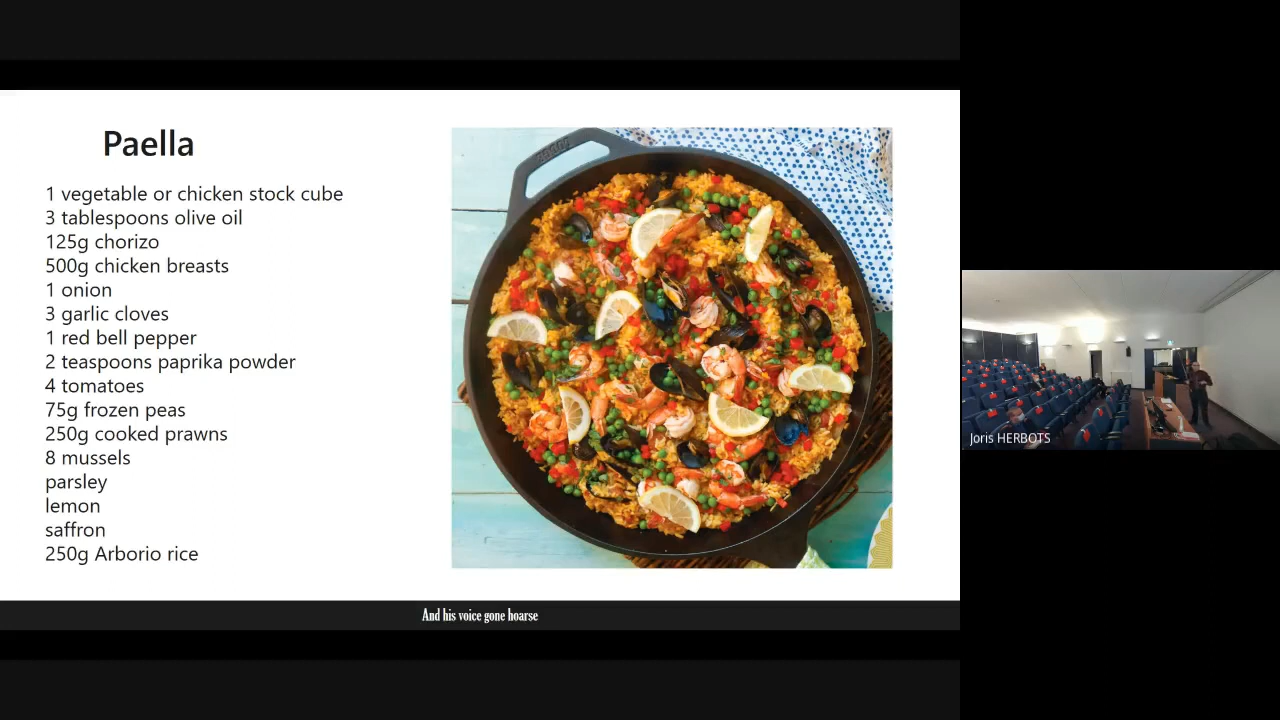 Paella
1 vegetable or chicken stock cube
3 tablespoons olive oil
125g chorizo
500g chicken breasts
1 onion
3 garlic cloves
1 red bell pepper
2 teaspoons paprika powder
4 tomatoes
75g frozen peas
250g cooked prawns
8 mussels
parsley
lemon
saffron
250g Arborio rice
And his voice gone hoarse
Joris HERBOTS